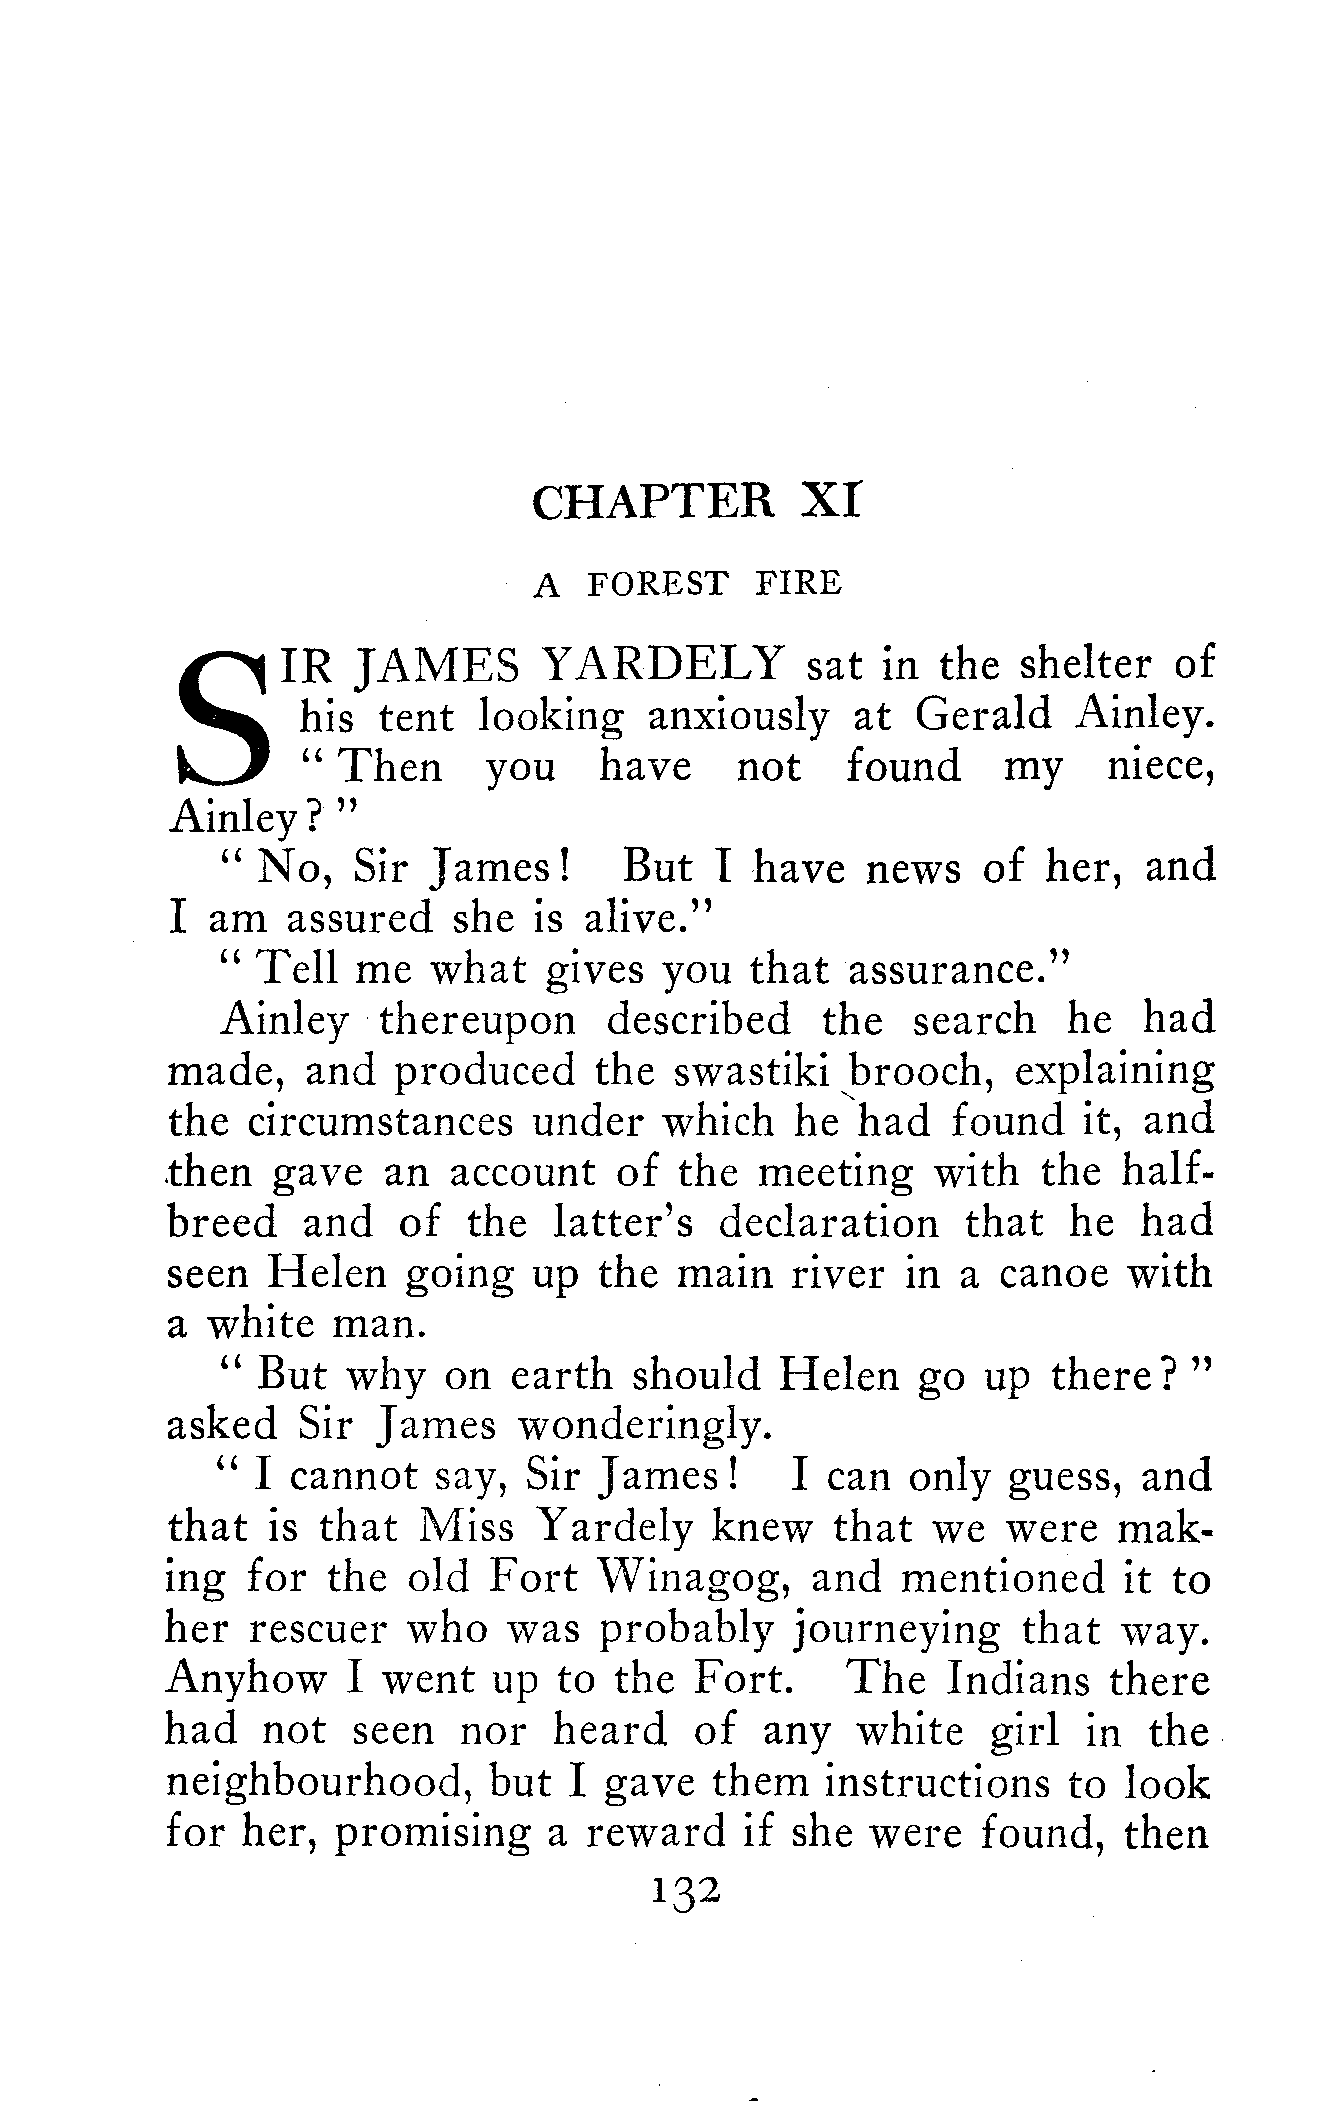 CHAPTER XI
A FOREST FIRE
SIR JAMES YARDELY sat in the shelter of
his tent looking anxiously at Gerald Ainley.
“ Then you have not found my niece,
Ainley? ”
“ No, Sir James! But I have news of her, and
I am assured she is alive.”
“ Tell me what gives you that assurance.”
Ainley thereupon described the search he had
made, and produced the swastiki brooch, explaining
the circumstances under which he had found it, and
then gave an account of the meeting with the half-
breed and of the latter’s declaration that he had
seen Helen going up the main river in a canoe with
a white man.
“ But why on earth should Helen go up there? ”
asked Sir James wonderingly.
“ I cannot say, Sir James! I can only guess, and
that is that Miss Yardely knew that we were mak-
ing for the old Fort Winagog, and mentioned it to
her rescuer who was probably journeying that way.
Anyhow I went up to the Fort. The Indians there
had not seen nor heard of any white girl in the
neighbourhood, but I gave them instructions to look
for her, promising a reward if she were found, then
132